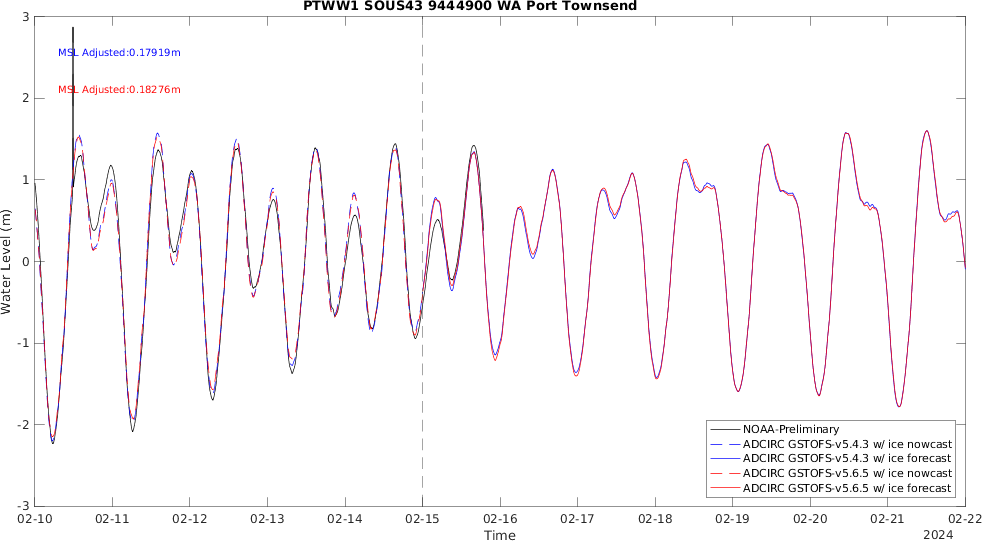 PTWW1 SOUS43 9444900 WA Port Townsend
3
MSL Adjusted:0.17919m
MSL Adjusted:0.18276m
2
1
0
-1
-2
-3
Water Level (m)
NOAA-Preliminary
ADCIRC GSTOFS-v5.4.3 w/ ice nowcast
ADCIRC GSTOFS-v5.4.3 w/ ice forecast
ADCIRC GSTOFS-v5.6.5 w/ ice nowcast
ADCIRC GSTOFS-v5.6.5 w/ ice forecast
02-10 02-11 02-12 02-13 02-14 02-15 02-16 02-17 02-18 02-19 02-20 02-21 02-22
Time
2024